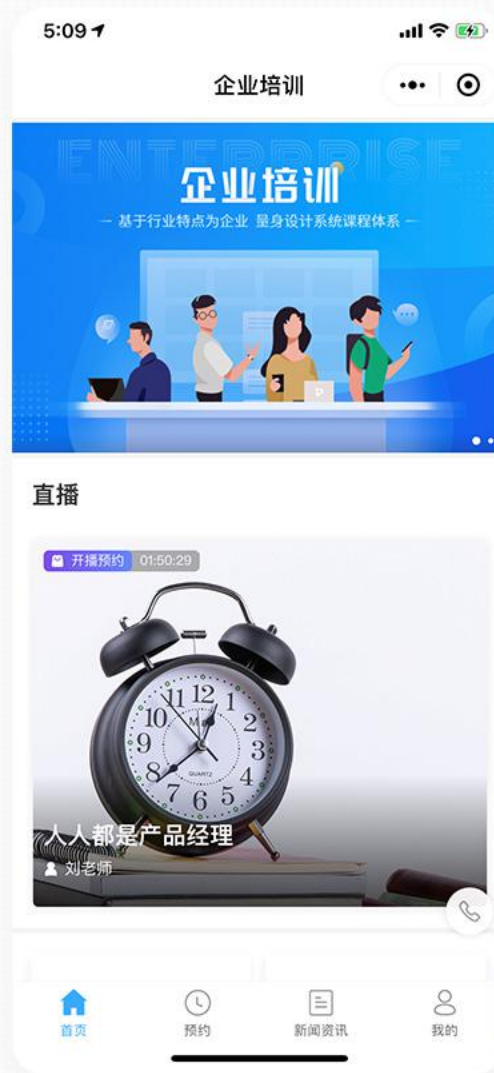 5:09
企业培训
ENTERPRISE
企业培训
基于行业特点为企业 量身设计系统课程体系
直播
开播预约 01:50:29
12
1
2
3
4
5
6
7
8
9
10
11
QUARTZ
人人都是产品经理
刘老师
首页
预约
新闻资讯
我的